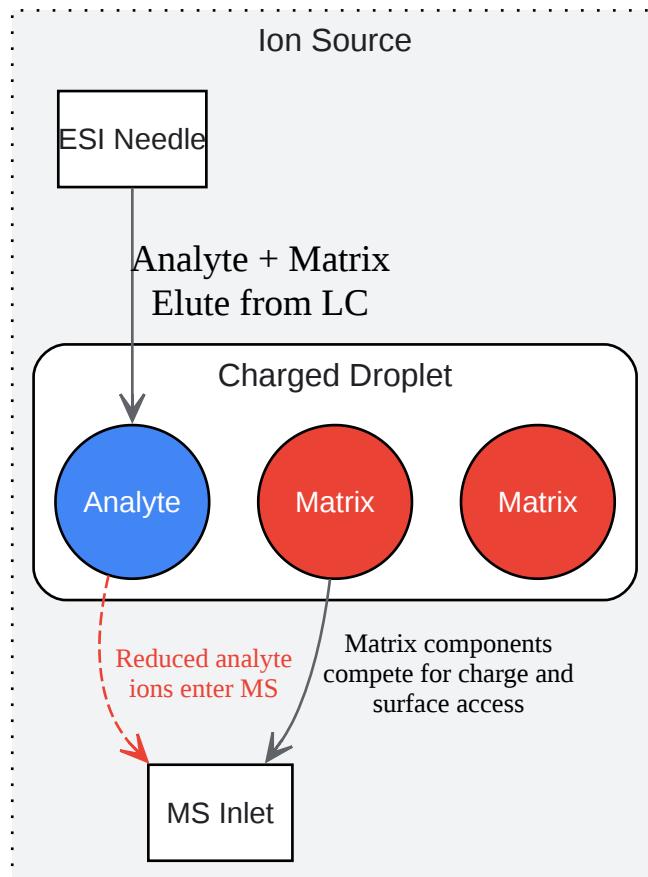 Ion Source
ESI Needle
Analyte + Matrix
Elute from LC
Charged Droplet
Analyte
Matrix
Matrix
Reduced analyte
ions enter MS
Matrix components
compete for charge and
surface access
MS Inlet